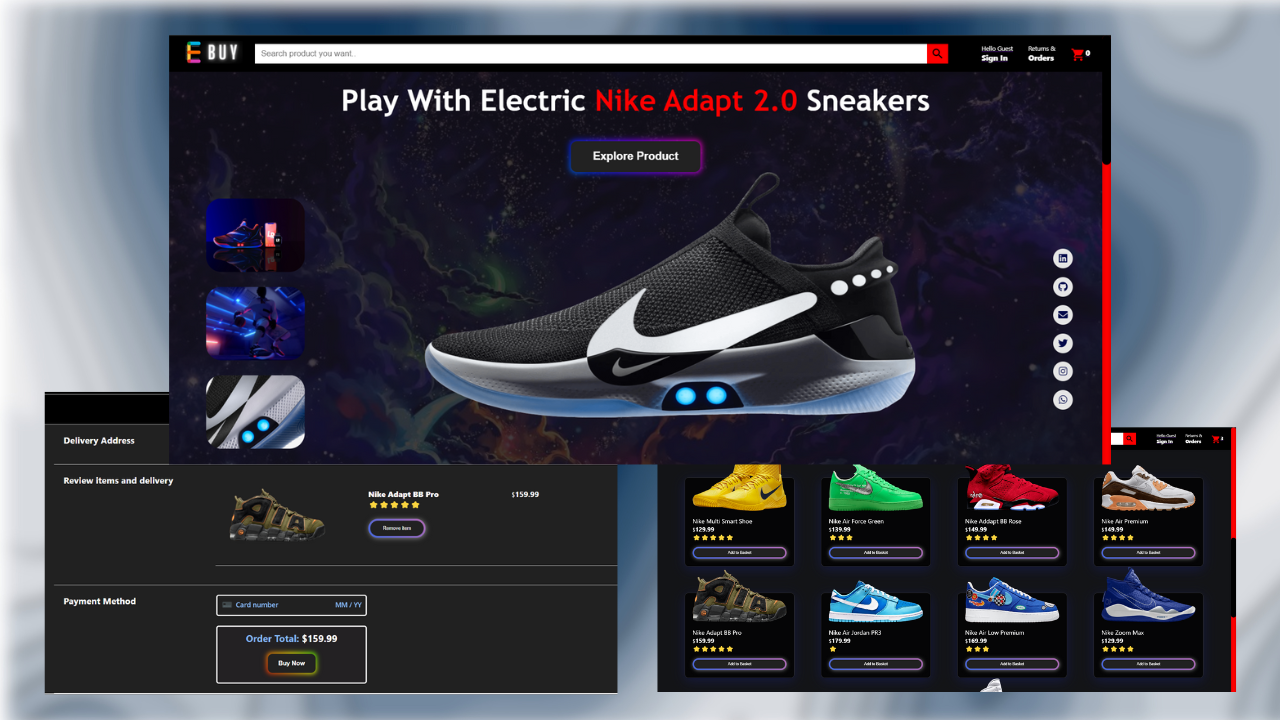 E BUY
Search product you want..
Hello Guest
Sign In
Returns &
Orders
0
Play With Electric Nike Adapt 2.0 Sneakers
Explore Product
Delivery Address
Review items and delivery
Nike Adapt BB Pro
$159.99
Remove Item
Payment Method
Card number
MM / YY
Order Total: $159.99
Buy Now
Hello Guest
Sign In
Returns &
Orders
Nike Multi Smart Shoe
$129.99
Add to Basket
Nike Air Force Green
$139.99
Add to Basket
Nike Addapt BB Rose
$149.99
Add to Basket
Nike Air Premium
$149.99
Add to Basket
Nike Adapt BB Pro
$159.99
Add to Basket
Nike Air Jordan PR3
$179.99
Add to Basket
Nike Air Low Premium
$169.99
Add to Basket
Nike Zoom Max
$129.99
Add to Basket